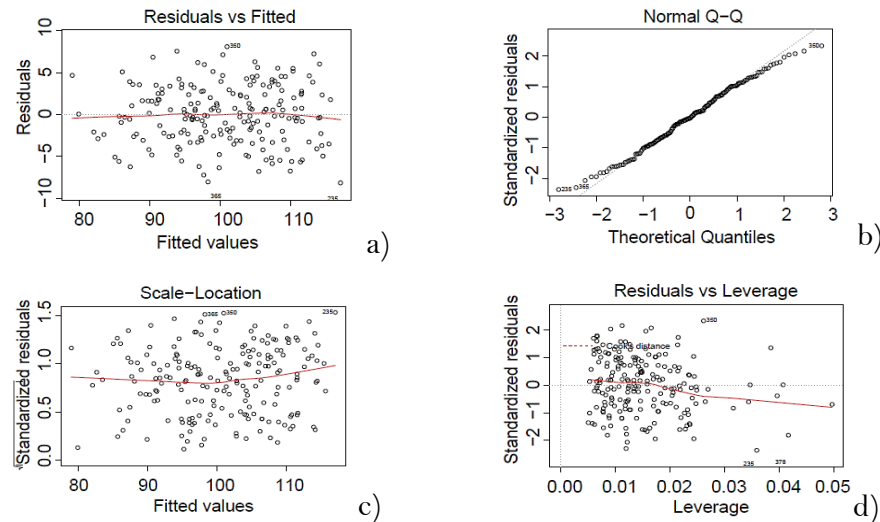 Residuals vs Fitted
Residuals
10
5
0
−5
−10
350
365
235
80 90 100 110
Fitted values
a)
Normal Q−Q
Standardized residuals
2
1
0
−1
−2
350
235
365
−3 −2 −1 0 1 2 3
Theoretical Quantiles
b)
Scale−Location
√Standardized residuals
1.5
1.0
0.5
0.0
365 350 235
80 90 100 110
Fitted values
c)
Residuals vs Leverage
Standardized residuals
2
1
0
−1
−2
350
Cook's distance
235 378
0.00 0.01 0.02 0.03 0.04 0.05
Leverage
d)